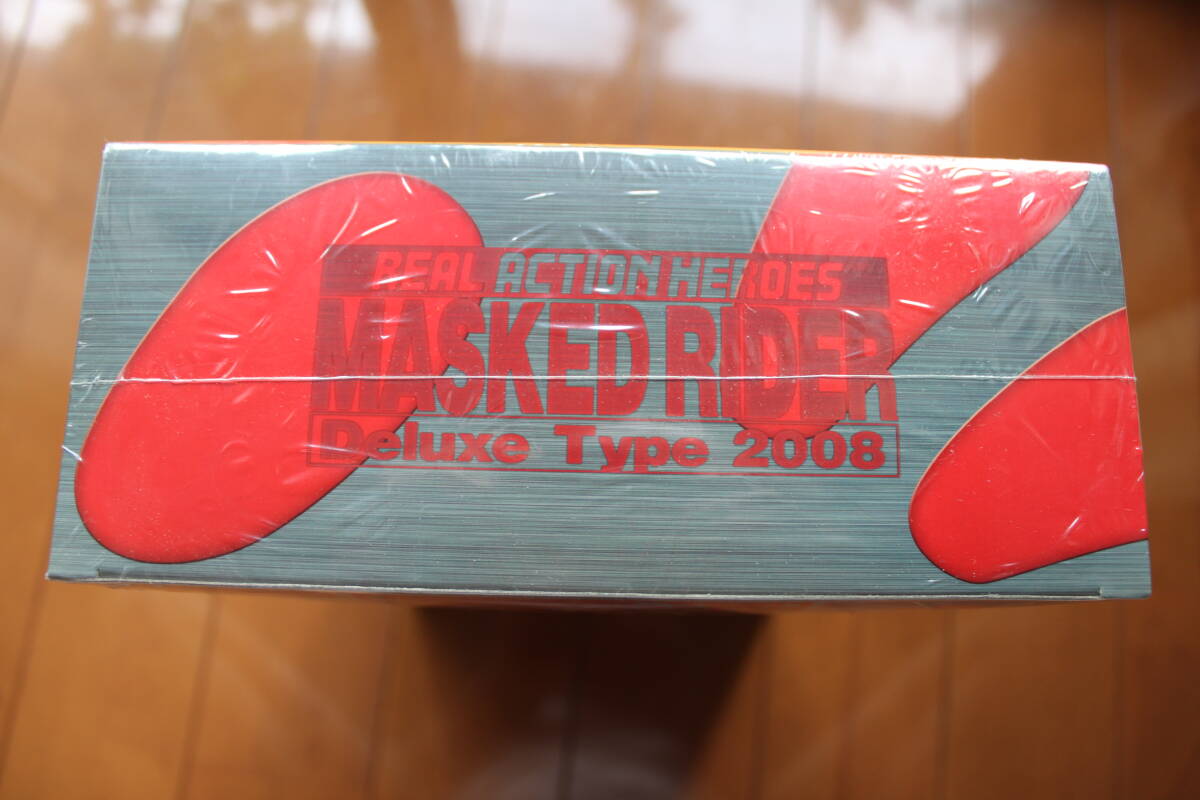 REAL ACTION HEROES
MASKED RIDER
Deluxe Type 2008